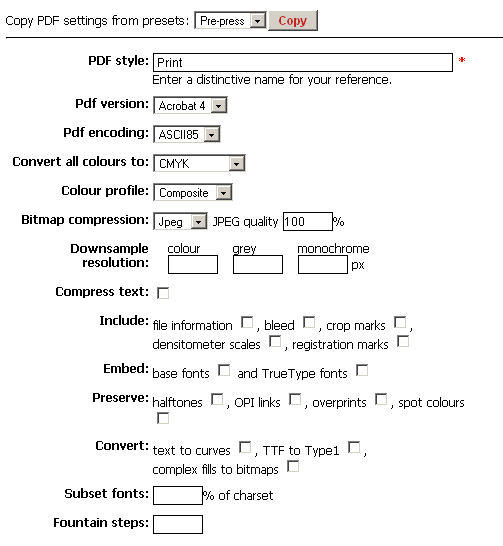 Copy PDF settings from presets: Pre-press Copy
PDF style: Print *
Enter a distinctive name for your reference.
Pdf version: Acrobat 4
Pdf encoding: ASCII85
Convert all colours to: CMYK
Colour profile: Composite
Bitmap compression: Jpeg JPEG quality 100 %
Downsample resolution: colour grey monochrome
px
Compress text:
Include: file information , bleed , crop marks ,
densitometer scales , registration marks
Embed: base fonts and TrueType fonts
Preserve: halftones , OPI links , overprints , spot colours
Convert: text to curves , TTF to Type1 ,
complex fills to bitmaps
Subset fonts: % of charset
Fountain steps: